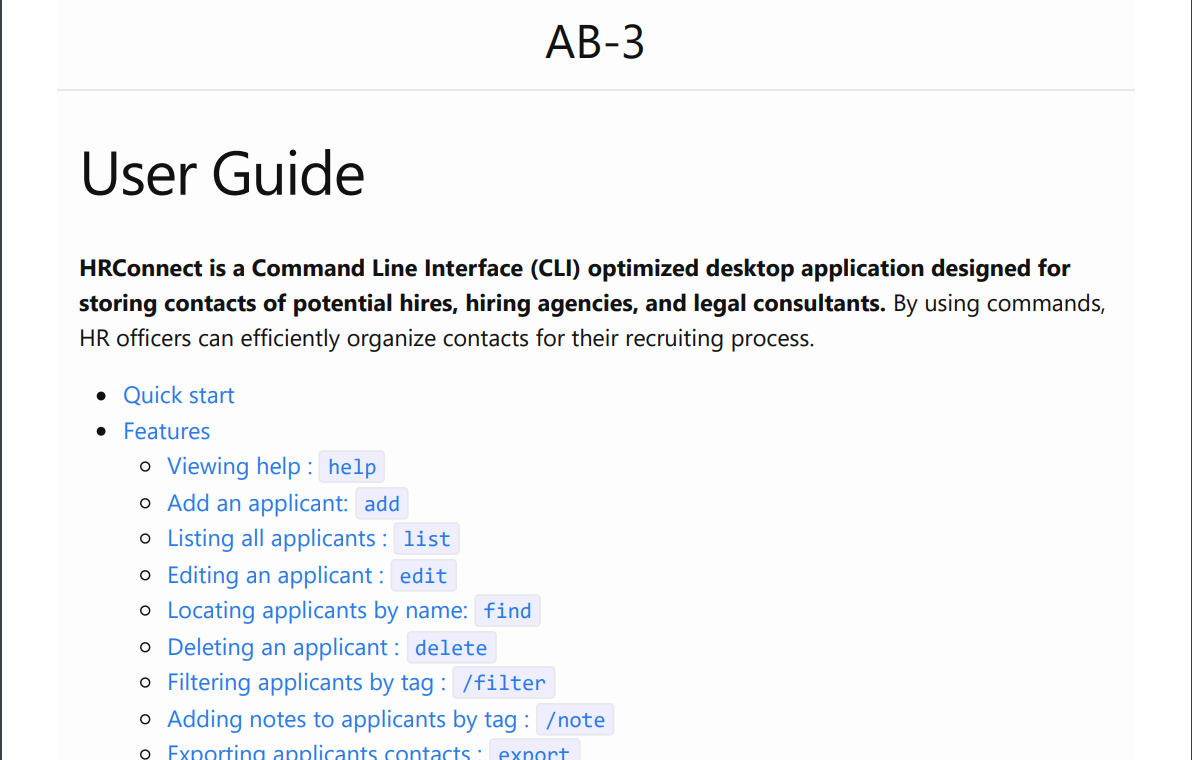 AB-3
User Guide
HRConnect is a Command Line Interface (CLI) optimized desktop application designed for
storing contacts of potential hires, hiring agencies, and legal consultants. By using commands,
HR officers can efficiently organize contacts for their recruiting process.
Quick start
Features
Viewing help : help
Add an applicant: add
Listing all applicants : list
Editing an applicant : edit
Locating applicants by name: find
Deleting an applicant : delete
Filtering applicants by tag : /filter
Adding notes to applicants by tag : /note
Exporting applicants contacts : export